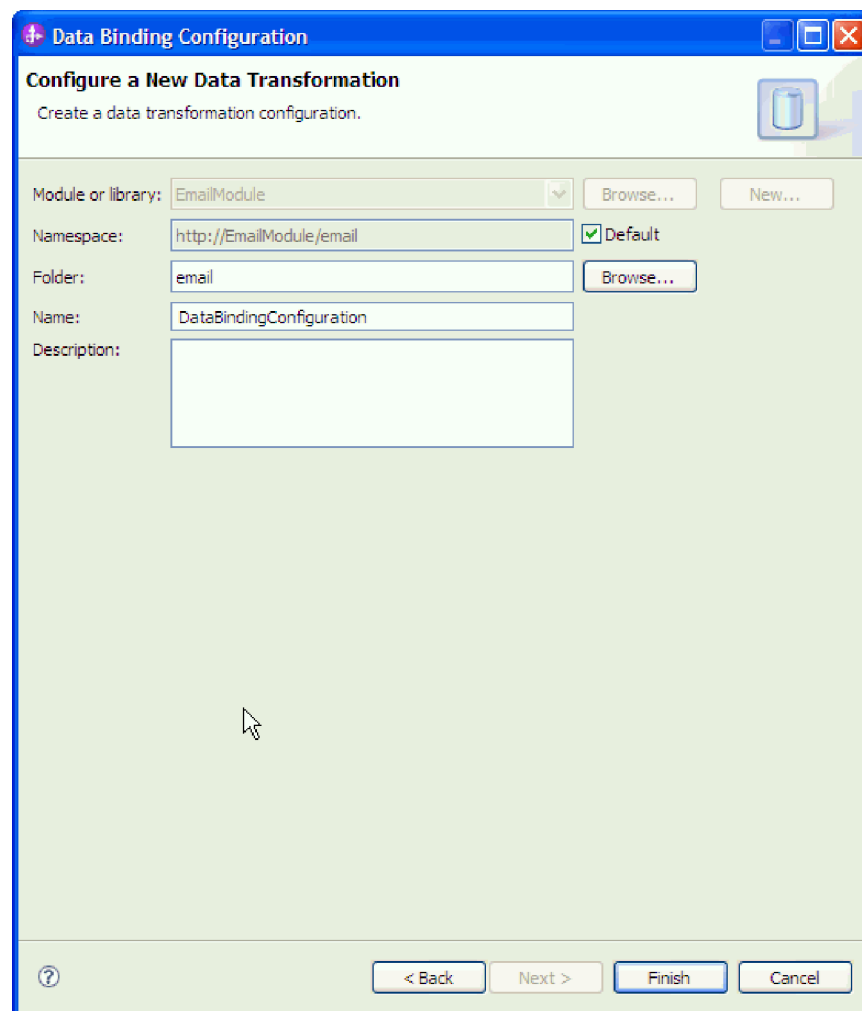 Data Binding Configuration
Configure a New Data Transformation
Create a data transformation configuration.
Module or library: EmailModule Browse... New...
Namespace: http://EmailModule/email Default
Folder: email Browse...
Name: DataBindingConfiguration
Description:
? < Back Next > Finish Cancel